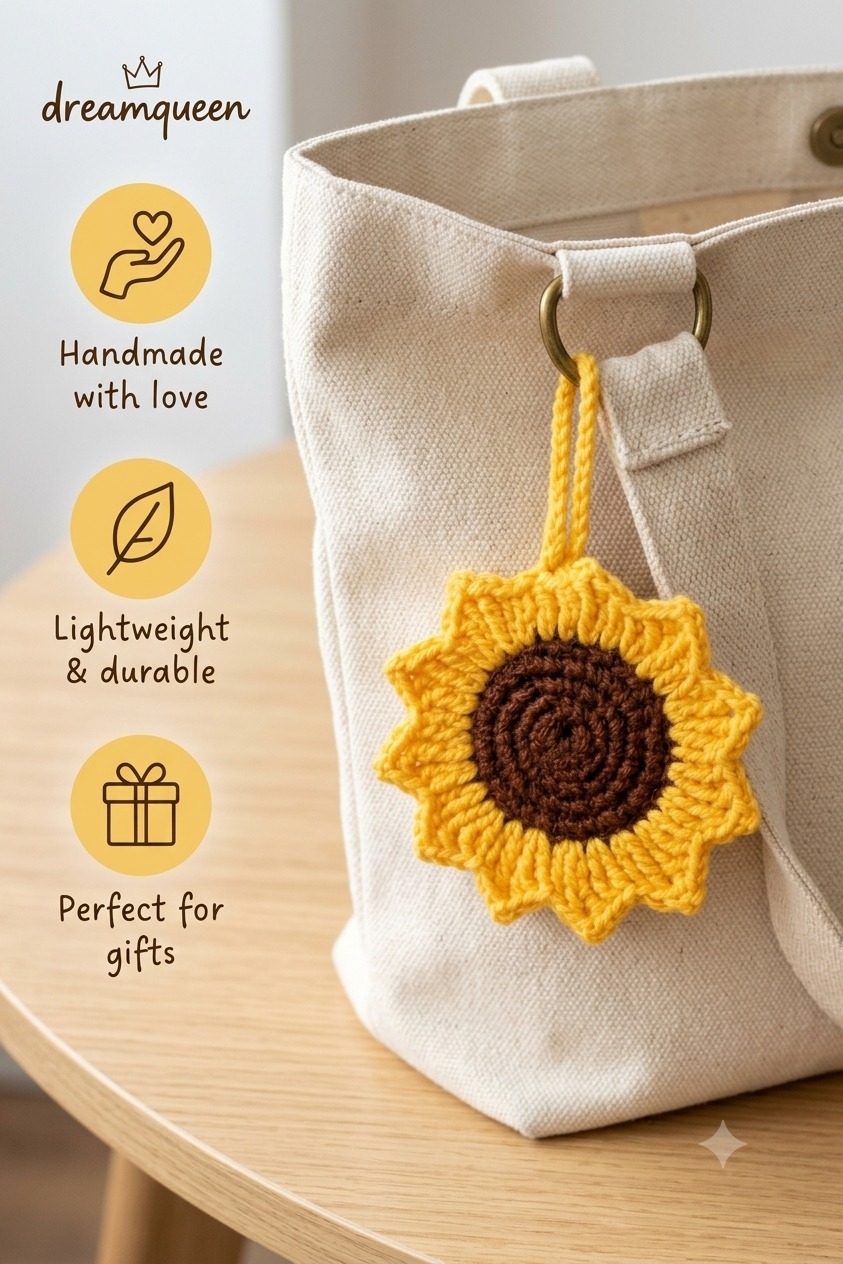 dreamqueen
Handmade
with love
Lightweight
& durable
Perfect for
gifts